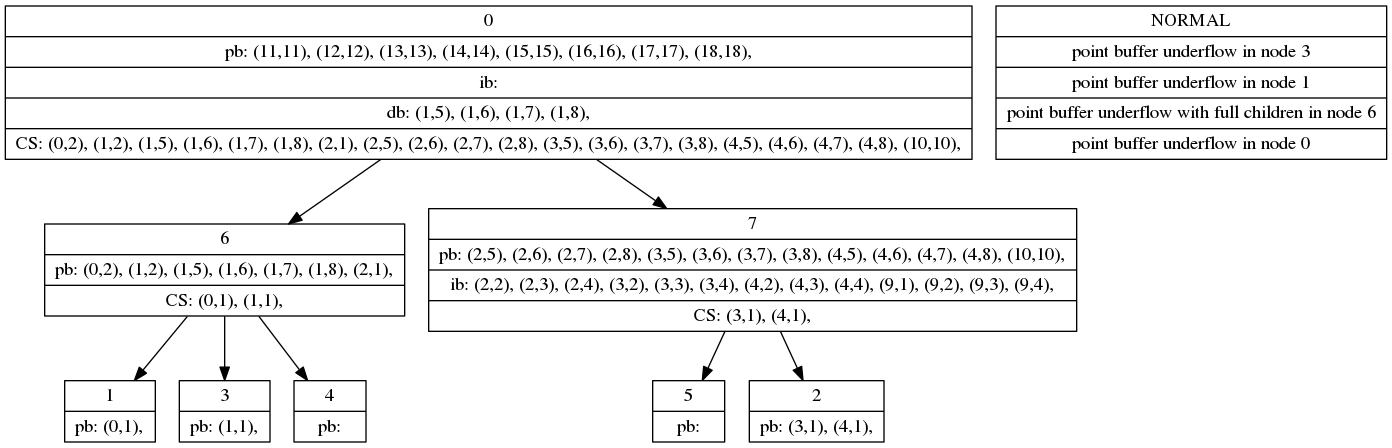 0
pb: (11,11), (12,12), (13,13), (14,14), (15,15), (16,16), (17,17), (18,18),
ib:
db: (1,5), (1,6), (1,7), (1,8),
CS: (0,2), (1,2), (1,5), (1,6), (1,7), (1,8), (2,1), (2,5), (2,6), (2,7), (2,8), (3,5), (3,6), (3,7), (3,8), (4,5), (4,6), (4,7), (4,8), (10,10),
NORMAL
point buffer underflow in node 3
point buffer underflow in node 1
point buffer underflow with full children in node 6
point buffer underflow in node 0
6
pb: (0,2), (1,2), (1,5), (1,6), (1,7), (1,8), (2,1),
CS: (0,1), (1,1),
7
pb: (2,5), (2,6), (2,7), (2,8), (3,5), (3,6), (3,7), (3,8), (4,5), (4,6), (4,7), (4,8), (10,10),
ib: (2,2), (2,3), (2,4), (3,2), (3,3), (3,4), (4,2), (4,3), (4,4), (9,1), (9,2), (9,3), (9,4),
CS: (3,1), (4,1),
1
pb: (0,1),
3
pb: (1,1),
4
pb:
5
pb:
2
pb: (3,1), (4,1),